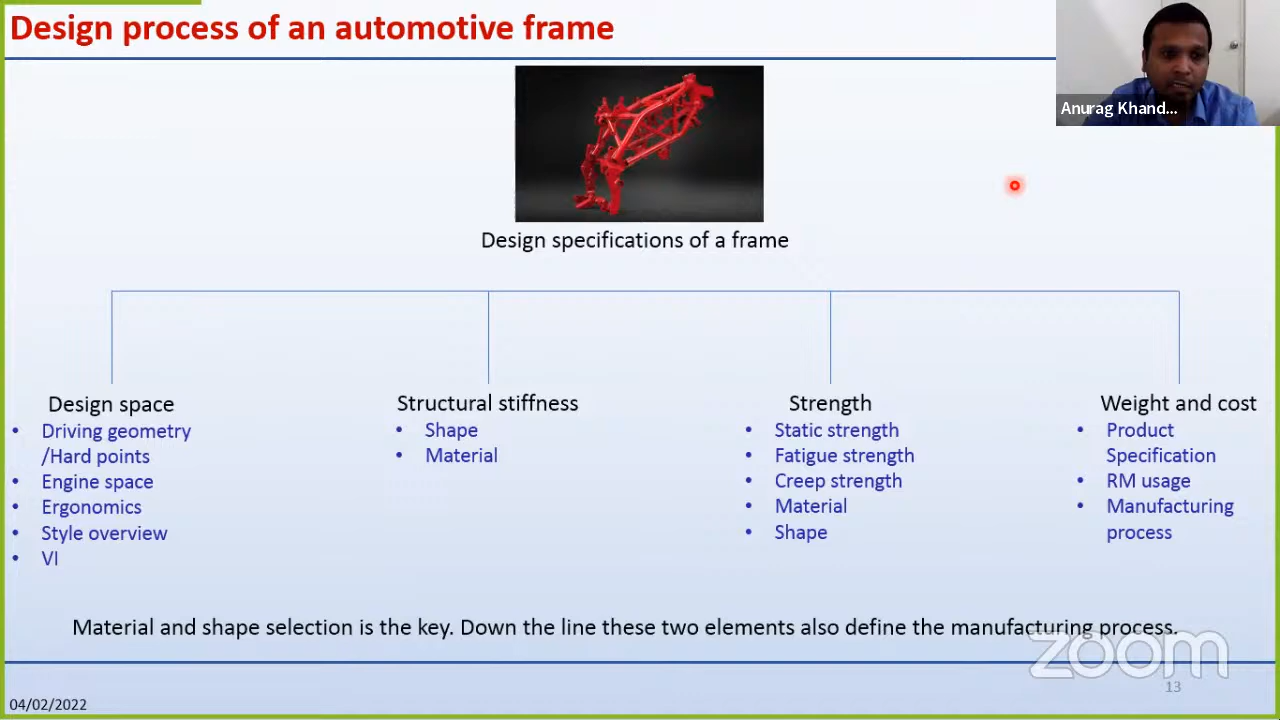 Design process of an automotive frame
Anurag Khand...
Design specifications of a frame
Design space
• Driving geometry
/Hard points
• Engine space
• Ergonomics
• Style overview
• VI
Structural stiffness
• Shape
• Material
Strength
• Static strength
• Fatigue strength
• Creep strength
• Material
• Shape
Weight and cost
• Product
Specification
• RM usage
• Manufacturing
process
Material and shape selection is the key. Down the line these two elements also define the manufacturing process.
zoom
13
04/02/2022